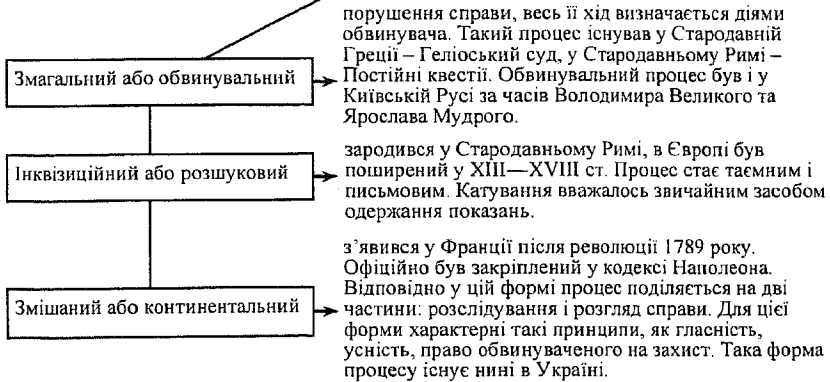 порушення справи, весь її хід визначається діями
обвинувача. Такий процес існував у Стародавній
Греції – Геліоський суд, у Стародавньому Римі –
Постійні квестії. Обвинувальний процес був і у
Київській Русі за часів Володимира Великого та
Ярослава Мудрого.
Змагальний або обвинувальний
зародився у Стародавньому Римі, в Європі був
поширений у XIII—XVIII ст. Процес стає таємним і
письмовим. Катування вважалось звичайним засобом
одержання показань.
Інквізиційний або розшуковий
з’явився у Франції після революції 1789 року.
Офіційно був закріплений у кодексі Наполеона.
Відповідно у цій формі процес поділяється на дві
частини: розслідування і розгляд справи. Для цієї
форми характерні такі принципи, як гласність,
усність, право обвинуваченого на захист. Така форма
процесу існує нині в Україні.
Змішаний або континентальний